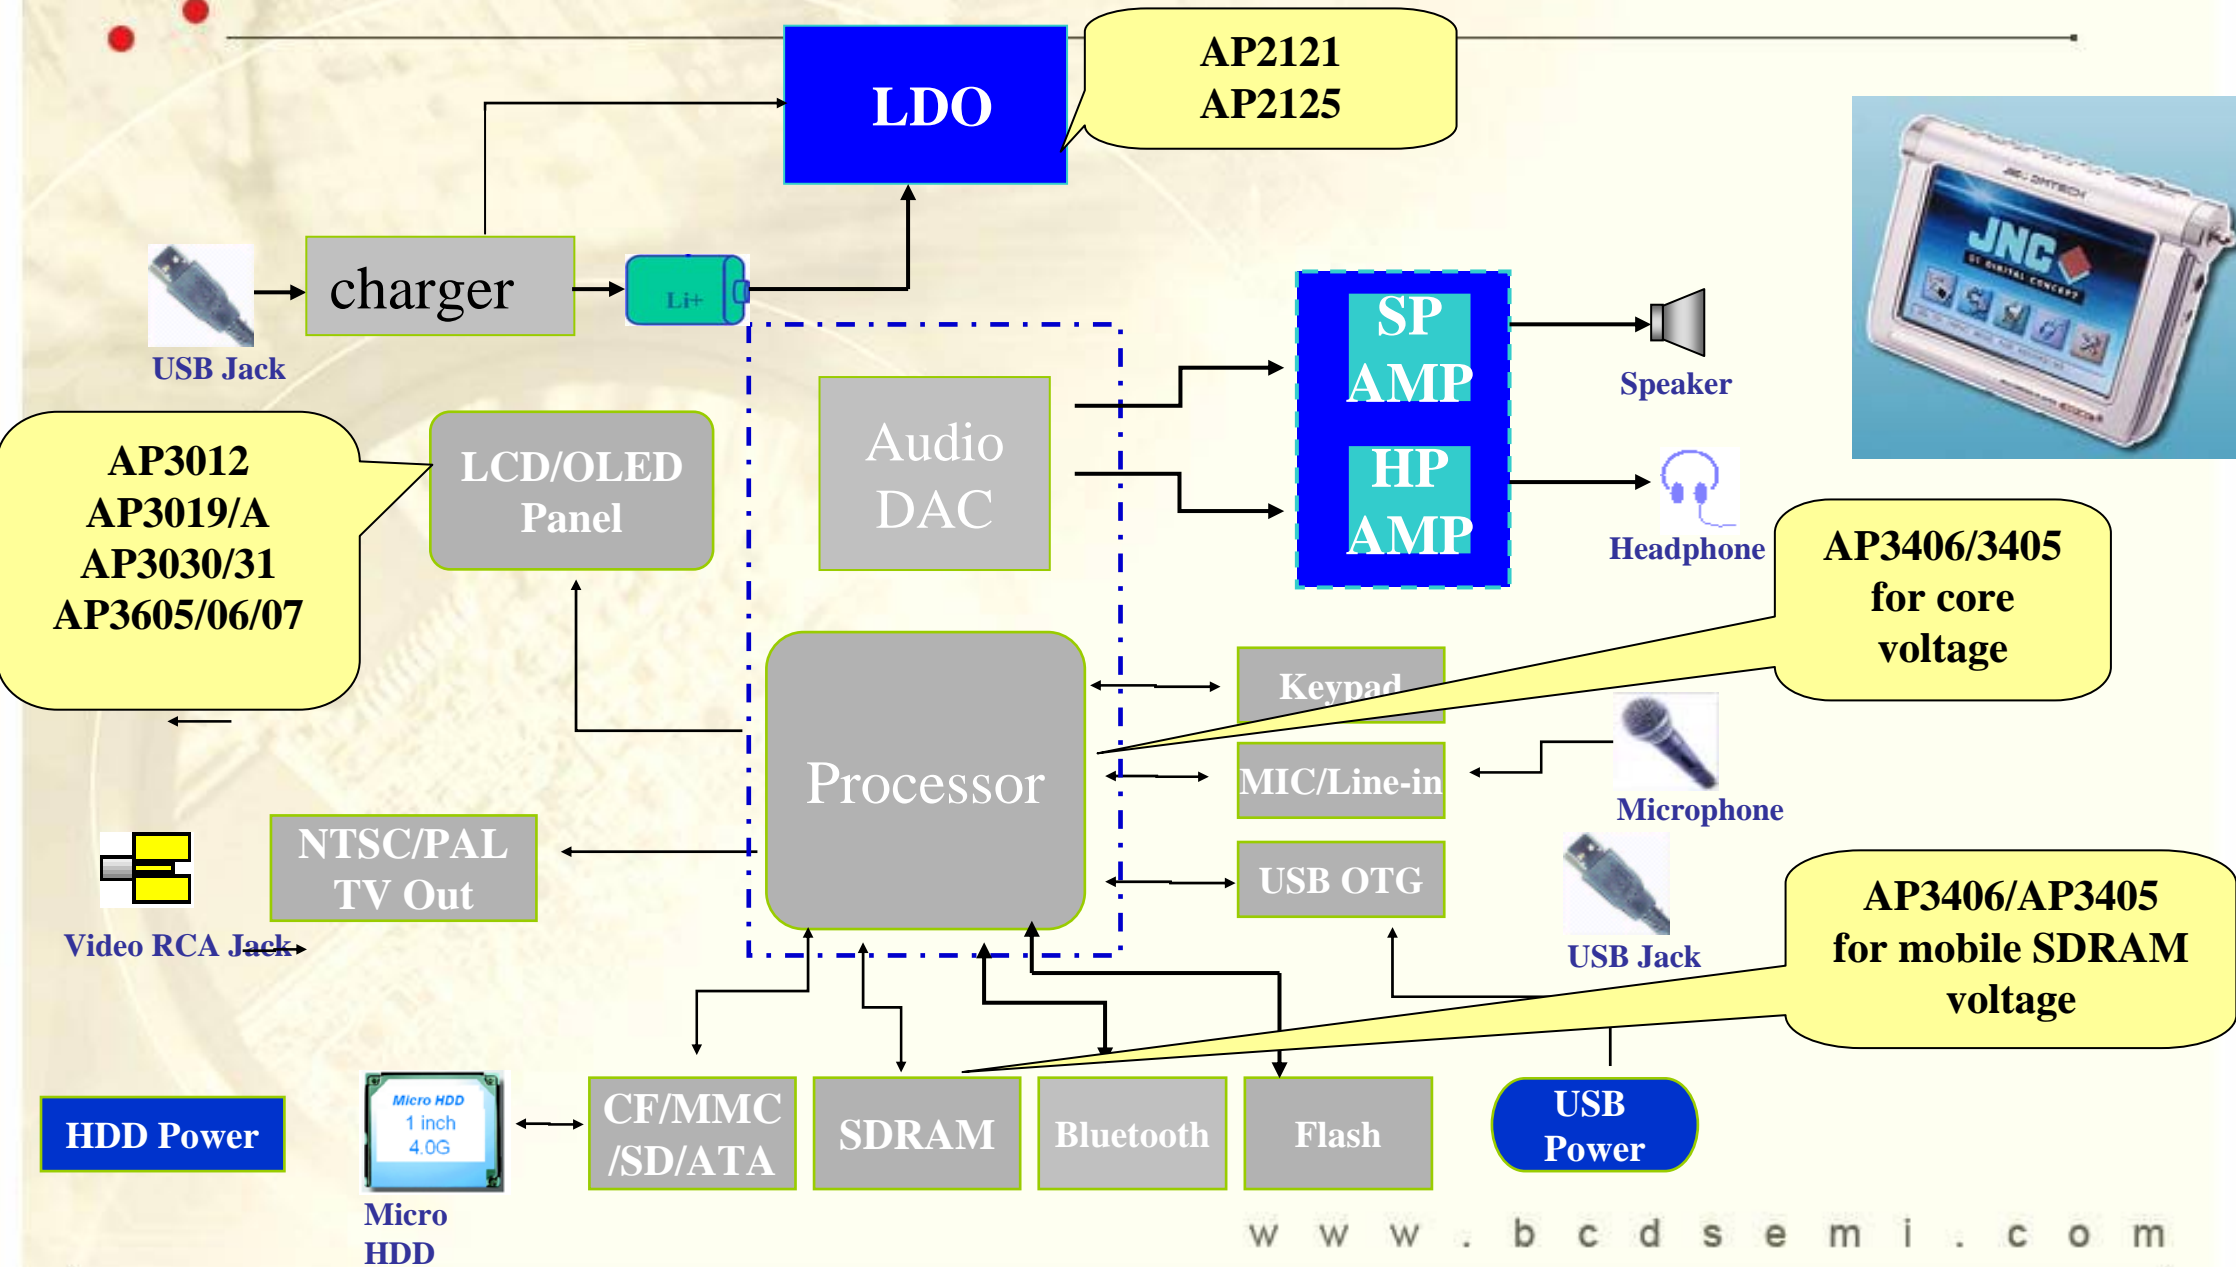 AP2121
AP2125
LDO
charger
Li+
USB Jack
SP
AMP
HP
AMP
Speaker
Headphone
JNC
DIGITAL CONCEPT
AP3012
AP3019/A
AP3030/31
AP3605/06/07
LCD/OLED
Panel
Audio
DAC
AP3406/3405
for core
voltage
Processor
Keypad
MIC/Line-in
USB OTG
Microphone
USB Jack
NTSC/PAL
TV Out
Video RCA Jack
AP3406/AP3405
for mobile SDRAM
voltage
HDD Power
Micro HDD
1 inch
4.0G
Micro
HDD
CF/MMC
/SD/ATA
SDRAM
Bluetooth
Flash
USB
Power
www.bcdsemi.com